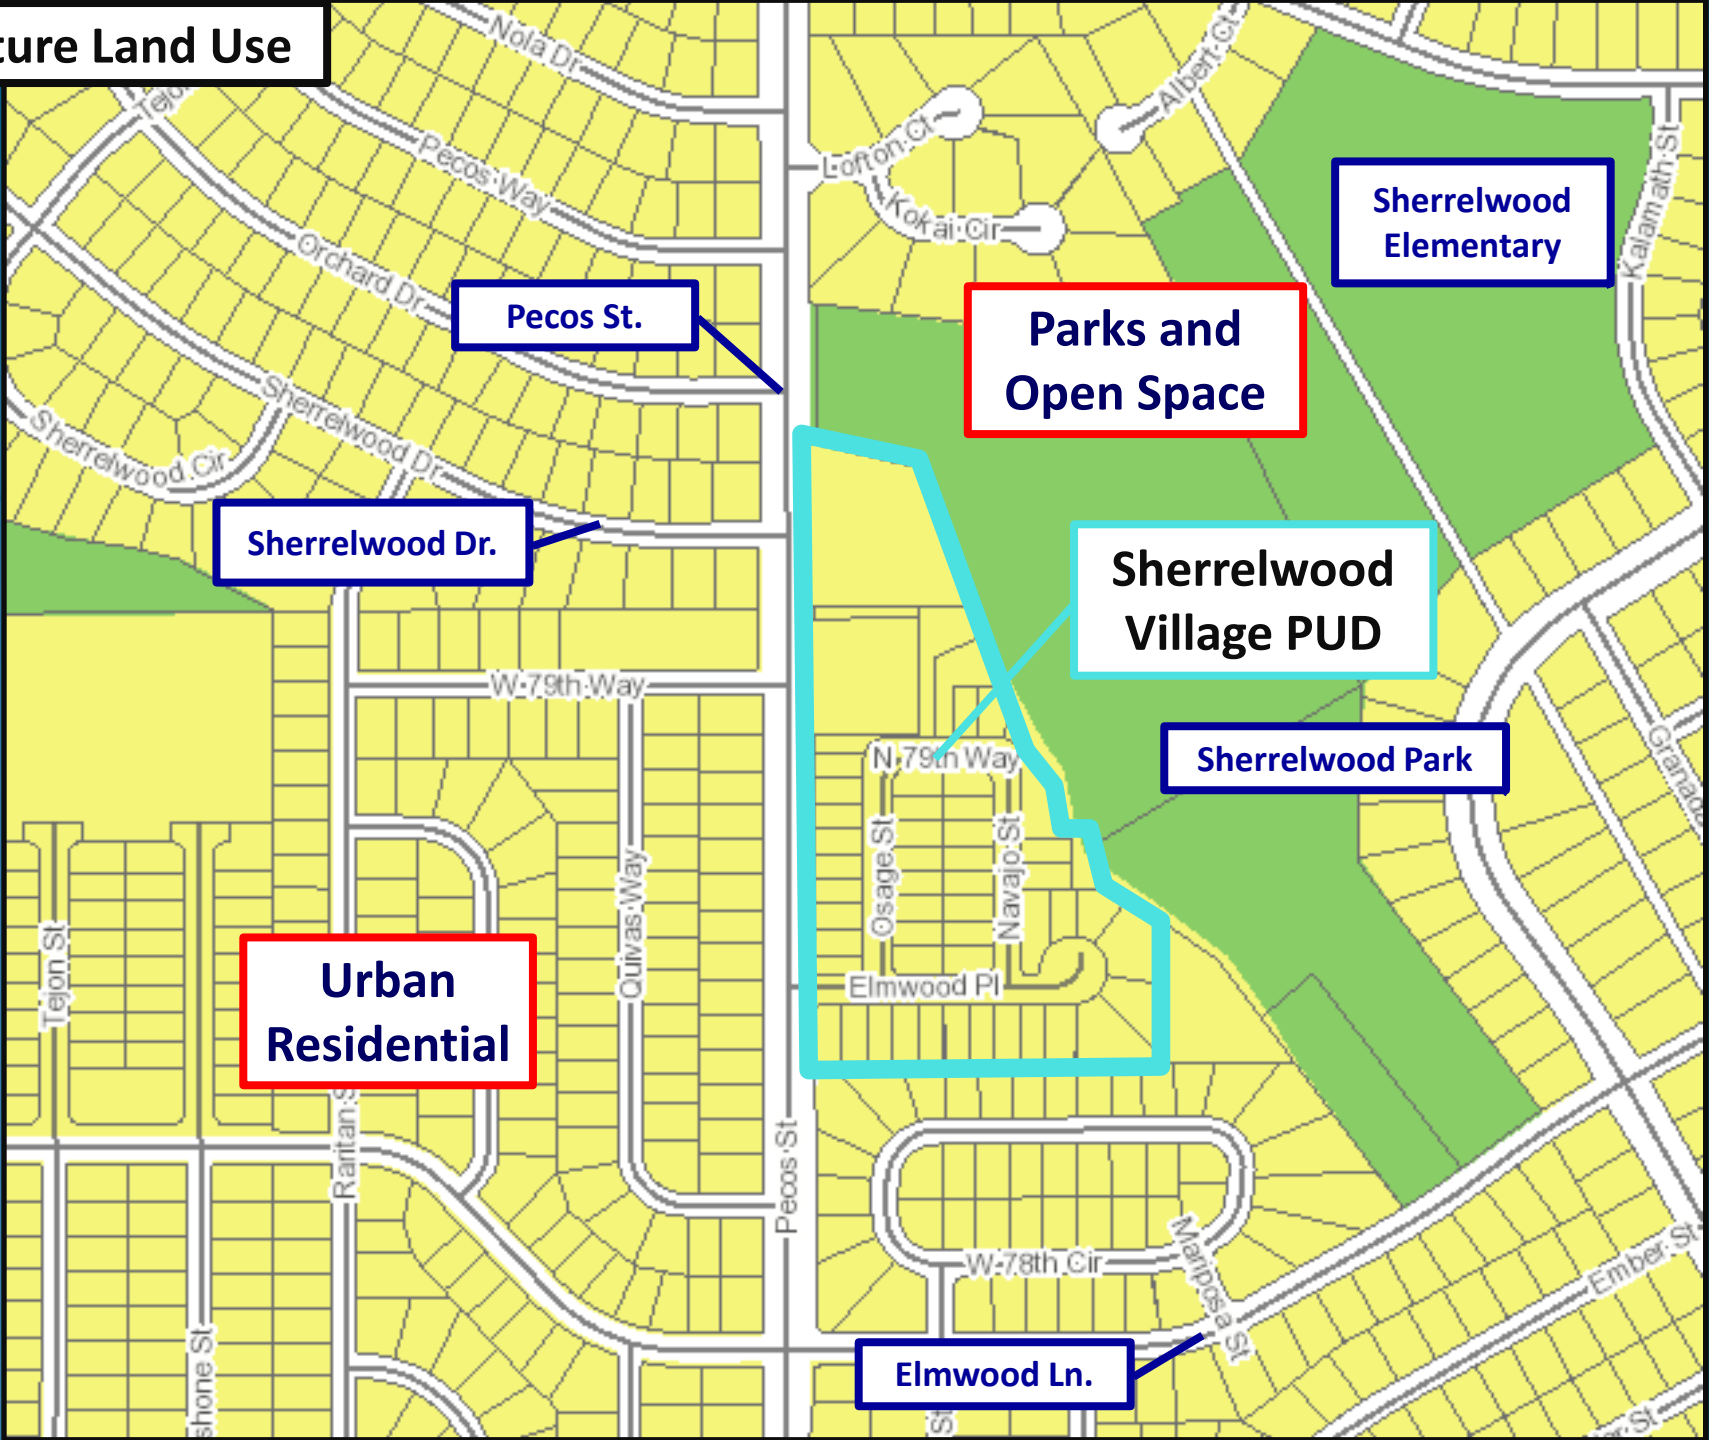 ture Land Use
Nola Dr
Albert Ct
Pecos Way
Lofton Ct
Kokai Cir
Kalamath St
Sherrelwood
Elementary
Orchard Dr
Pecos St.
Parks and
Open Space
Sherrelwood Dr
Sherrelwood Cir
Sherrelwood Dr.
Sherrelwood
Village PUD
W 79th Way
N 79th Way
Sherrelwood Park
Osage St
Navajo St
Quivas Way
Tejon St
Urban
Residential
Elmwood Pl
Raritan S
Pecos St
W 78th Cir
Mariposa St
Ember St
shone St
Elmwood Ln.
St